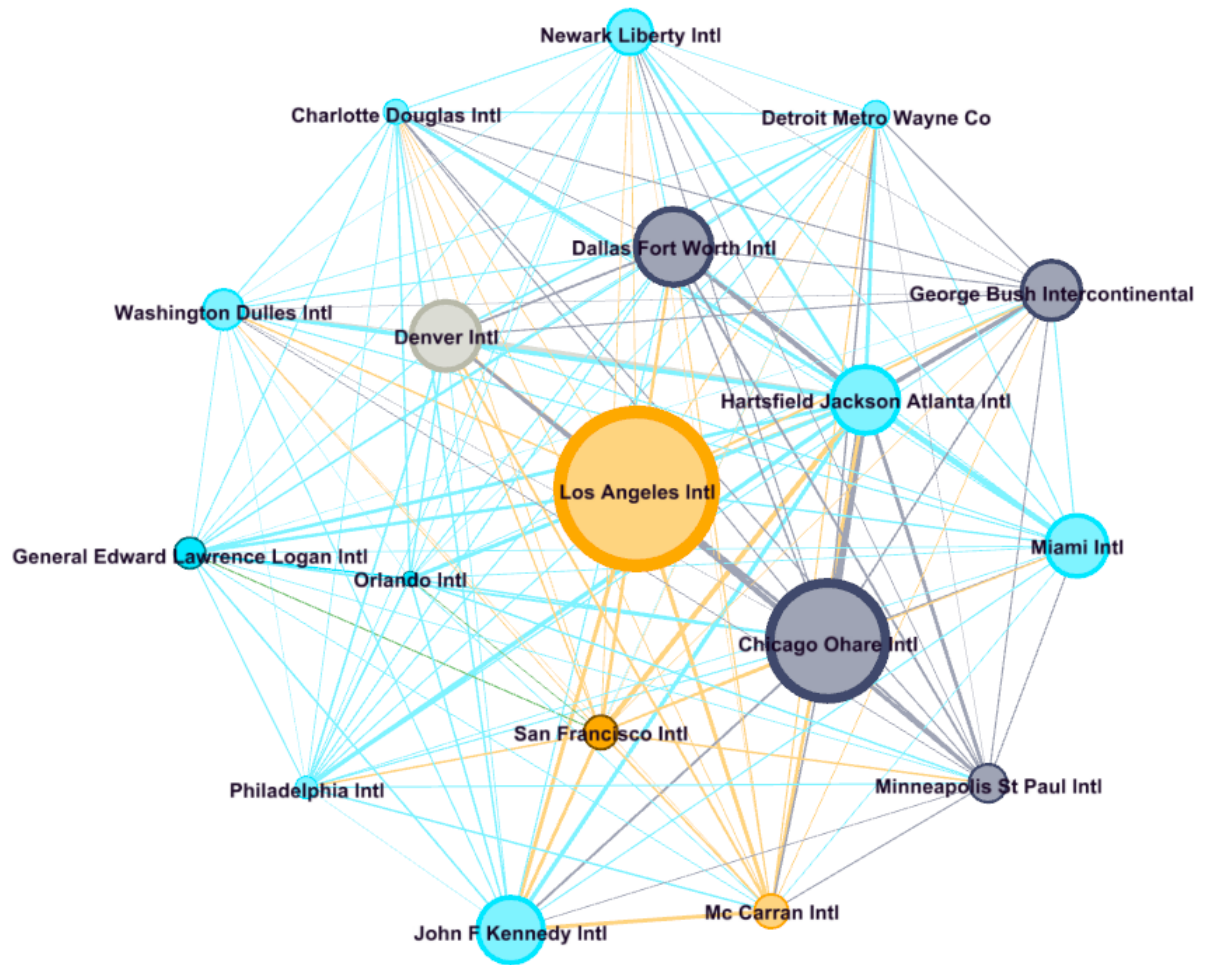 Newark Liberty Intl
Charlotte Douglas Intl
Detroit Metro Wayne Co
Dallas Fort Worth Intl
George Bush Intercontinental
Washington Dulles Intl
Denver Intl
Hartsfield Jackson Atlanta Intl
Los Angeles Intl
Miami Intl
General Edward Lawrence Logan Intl
Orlando Intl
Chicago Ohare Intl
San Francisco Intl
Minneapolis St Paul Intl
Philadelphia Intl
Mc Carran Intl
John F Kennedy Intl